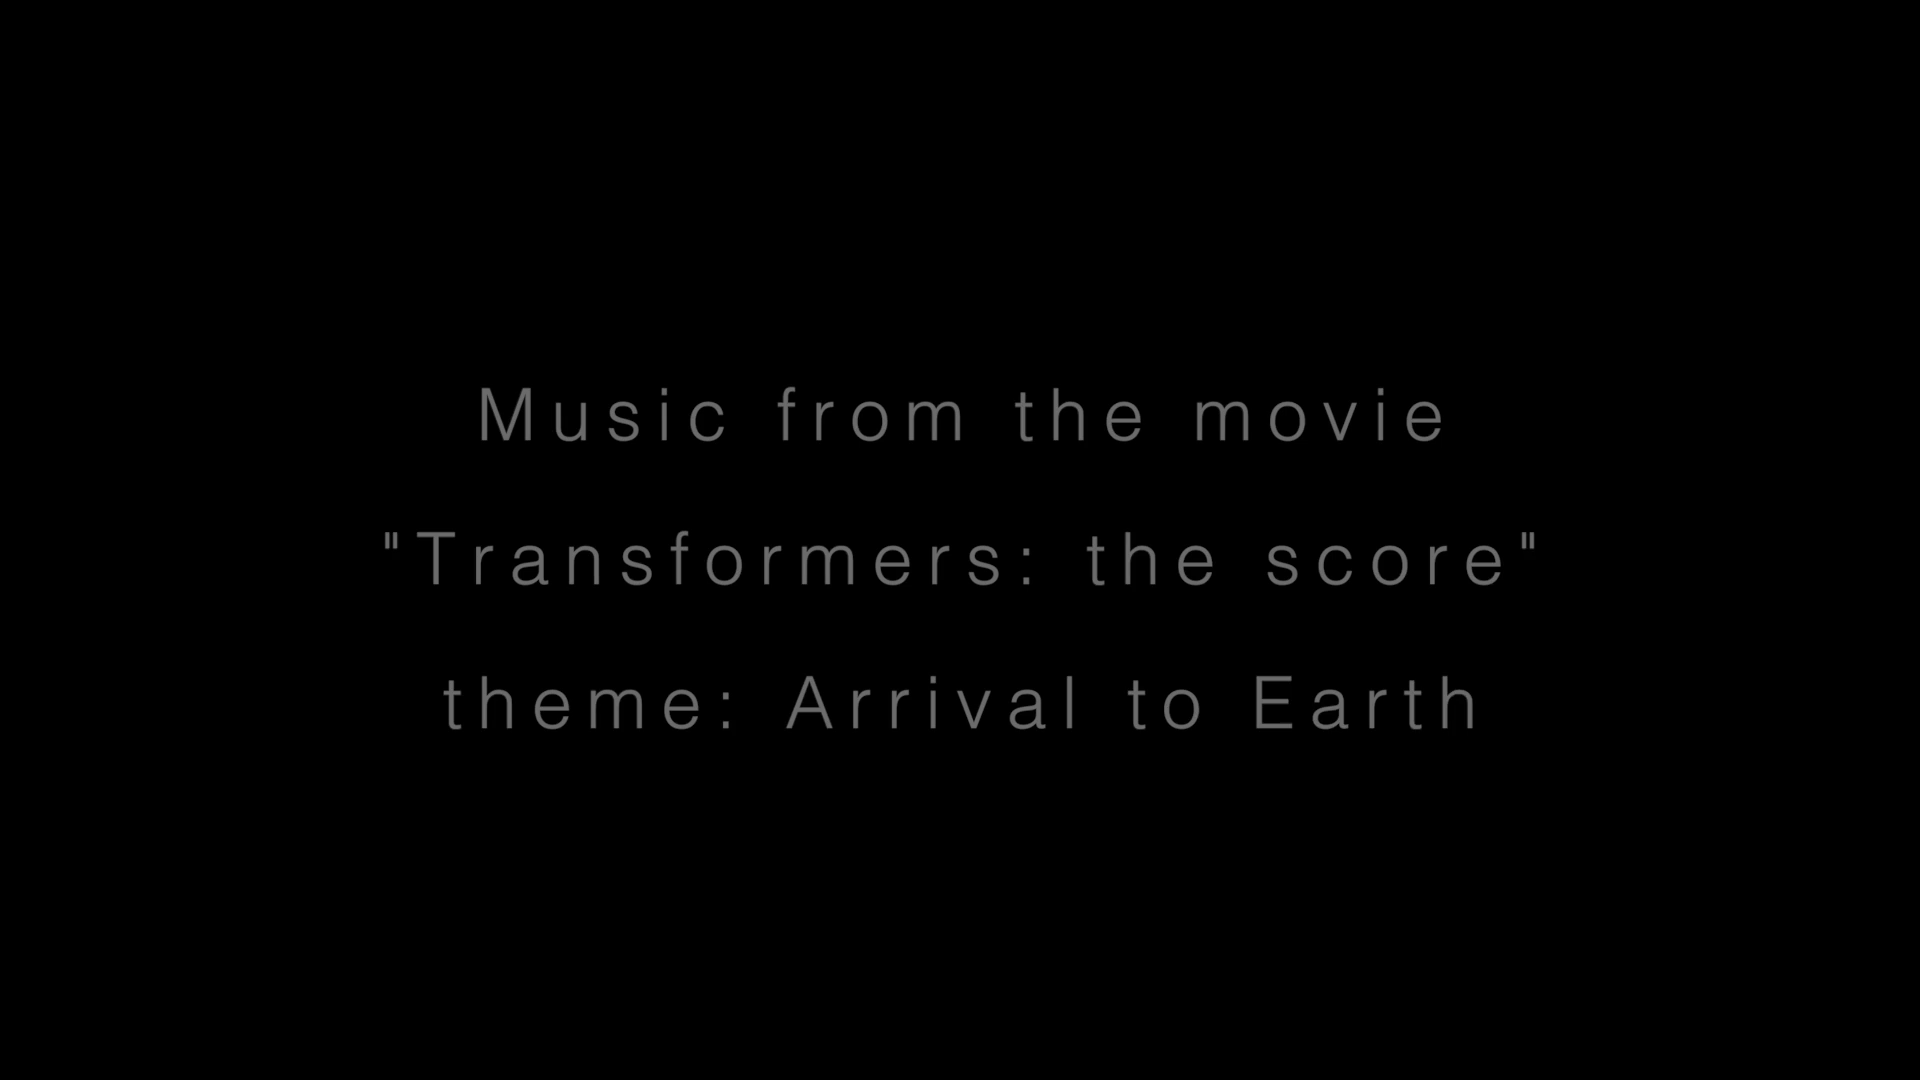 Music from the movie
"Transformers: the score"
theme: Arrival to Earth